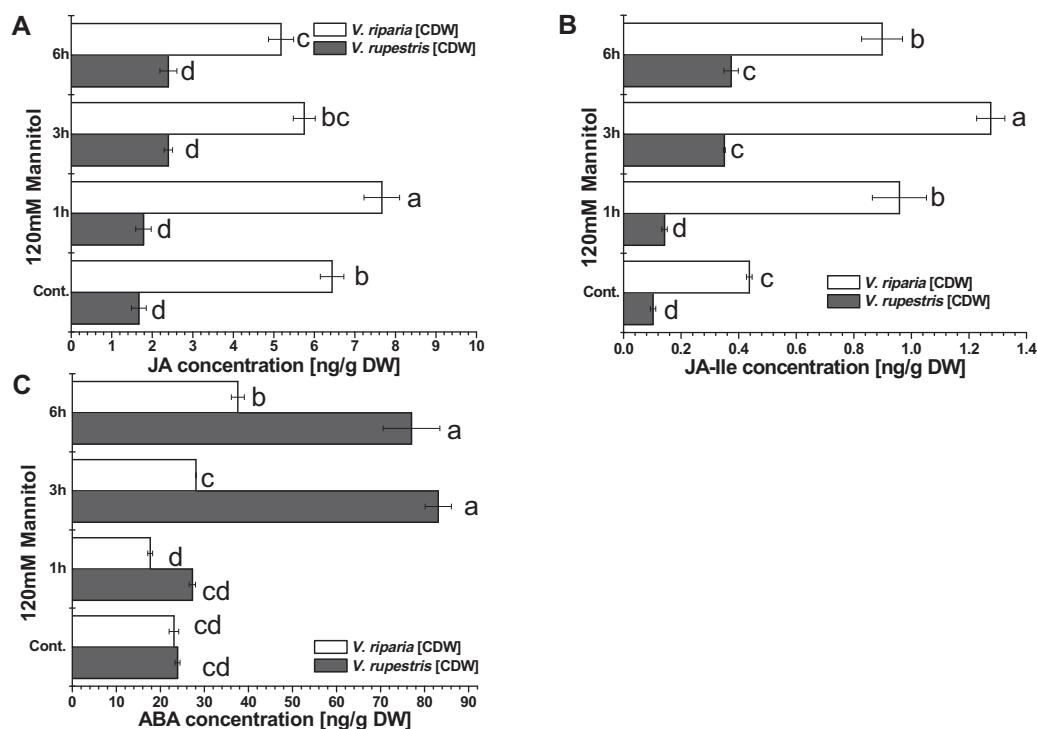 A
V. riparia [CDW]
V. rupestris [CDW]
6h
c
d
3h
bc
d
1h
a
d
Cont.
b
d
120mM Mannitol
0 1 2 3 4 5 6 7 8 9 10
JA concentration [ng/g DW]
B
6h
b
c
3h
a
c
1h
b
d
Cont.
c
d
V. riparia [CDW]
V. rupestris [CDW]
120mM Mannitol
0.0 0.2 0.4 0.6 0.8 1.0 1.2 1.4
JA-Ile concentration [ng/g DW]
C
6h
b
a
3h
c
a
1h
d
cd
Cont.
cd
cd
V. riparia [CDW]
V. rupestris [CDW]
120mM Mannitol
0 10 20 30 40 50 60 70 80 90
ABA concentration [ng/g DW]